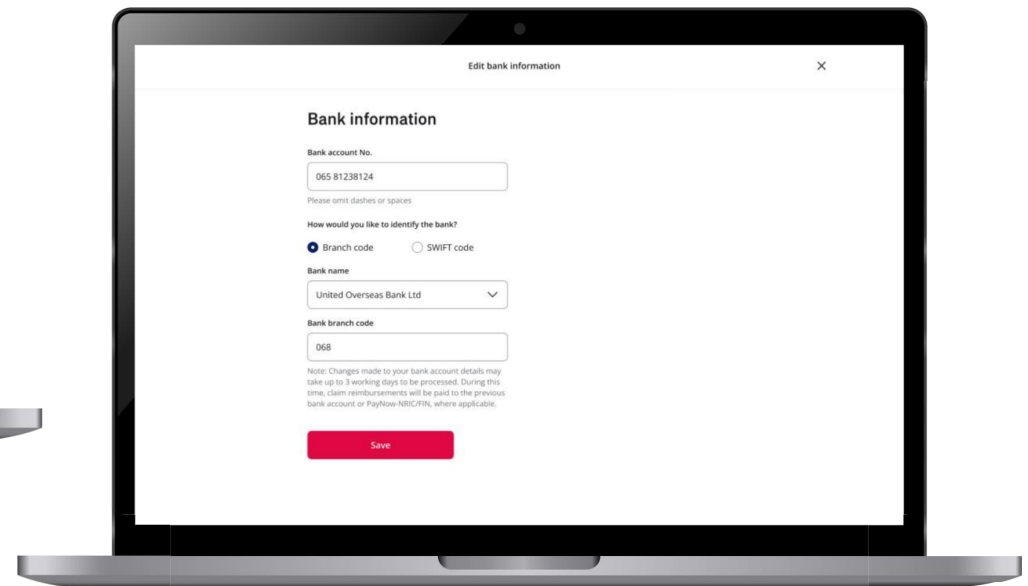 Edit bank information
Bank information
Bank account No.
065 81238124
Please omit dashes or spaces
How would you like to identify the bank?
Branch code SWIFT code
Bank name
United Overseas Bank Ltd
Bank branch code
068
Note: Changes made to your bank account details may
take up to 3 working days to be processed. During this
time, claim reimbursements will be paid to the previous
bank account or PayNow-NRIC/FIN, where applicable.
Save